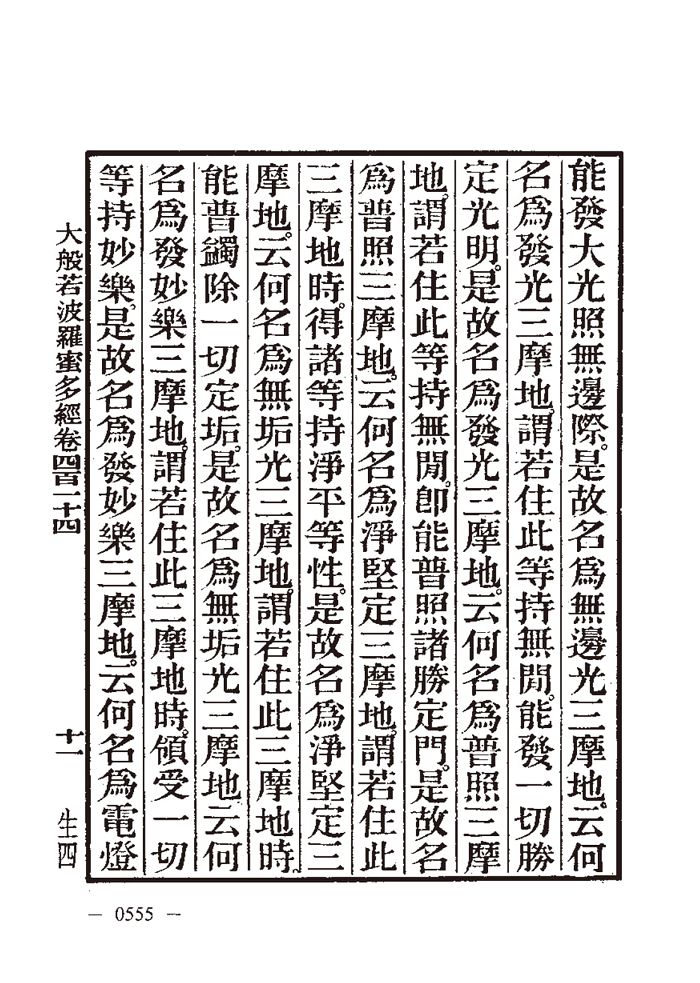 能發大光照無邊際。是故名爲無邊光三摩地。云何
名爲發光三摩地。謂若住此等持無閒。能發一切勝
定光明。是故名爲發光三摩地。云何名爲普照三摩
地。謂若住此等持無閒。卽能普照諸勝定門。是故名
爲普照三摩地。云何名爲淨堅定三摩地。謂若住此
三摩地時。得諸等持淨平等性。是故名爲淨堅定三
摩地。云何名爲無垢光三摩地。謂若住此三摩地時。
能普蠲除一切定垢。是故名爲無垢光三摩地云何
名爲發妙樂三摩地。謂若住此三摩地時。領受一切
等持妙樂。是故名爲發妙樂三摩地。云何名爲電燈
大般若波羅蜜多經卷四百一十四
十一
生四
— 0555 —